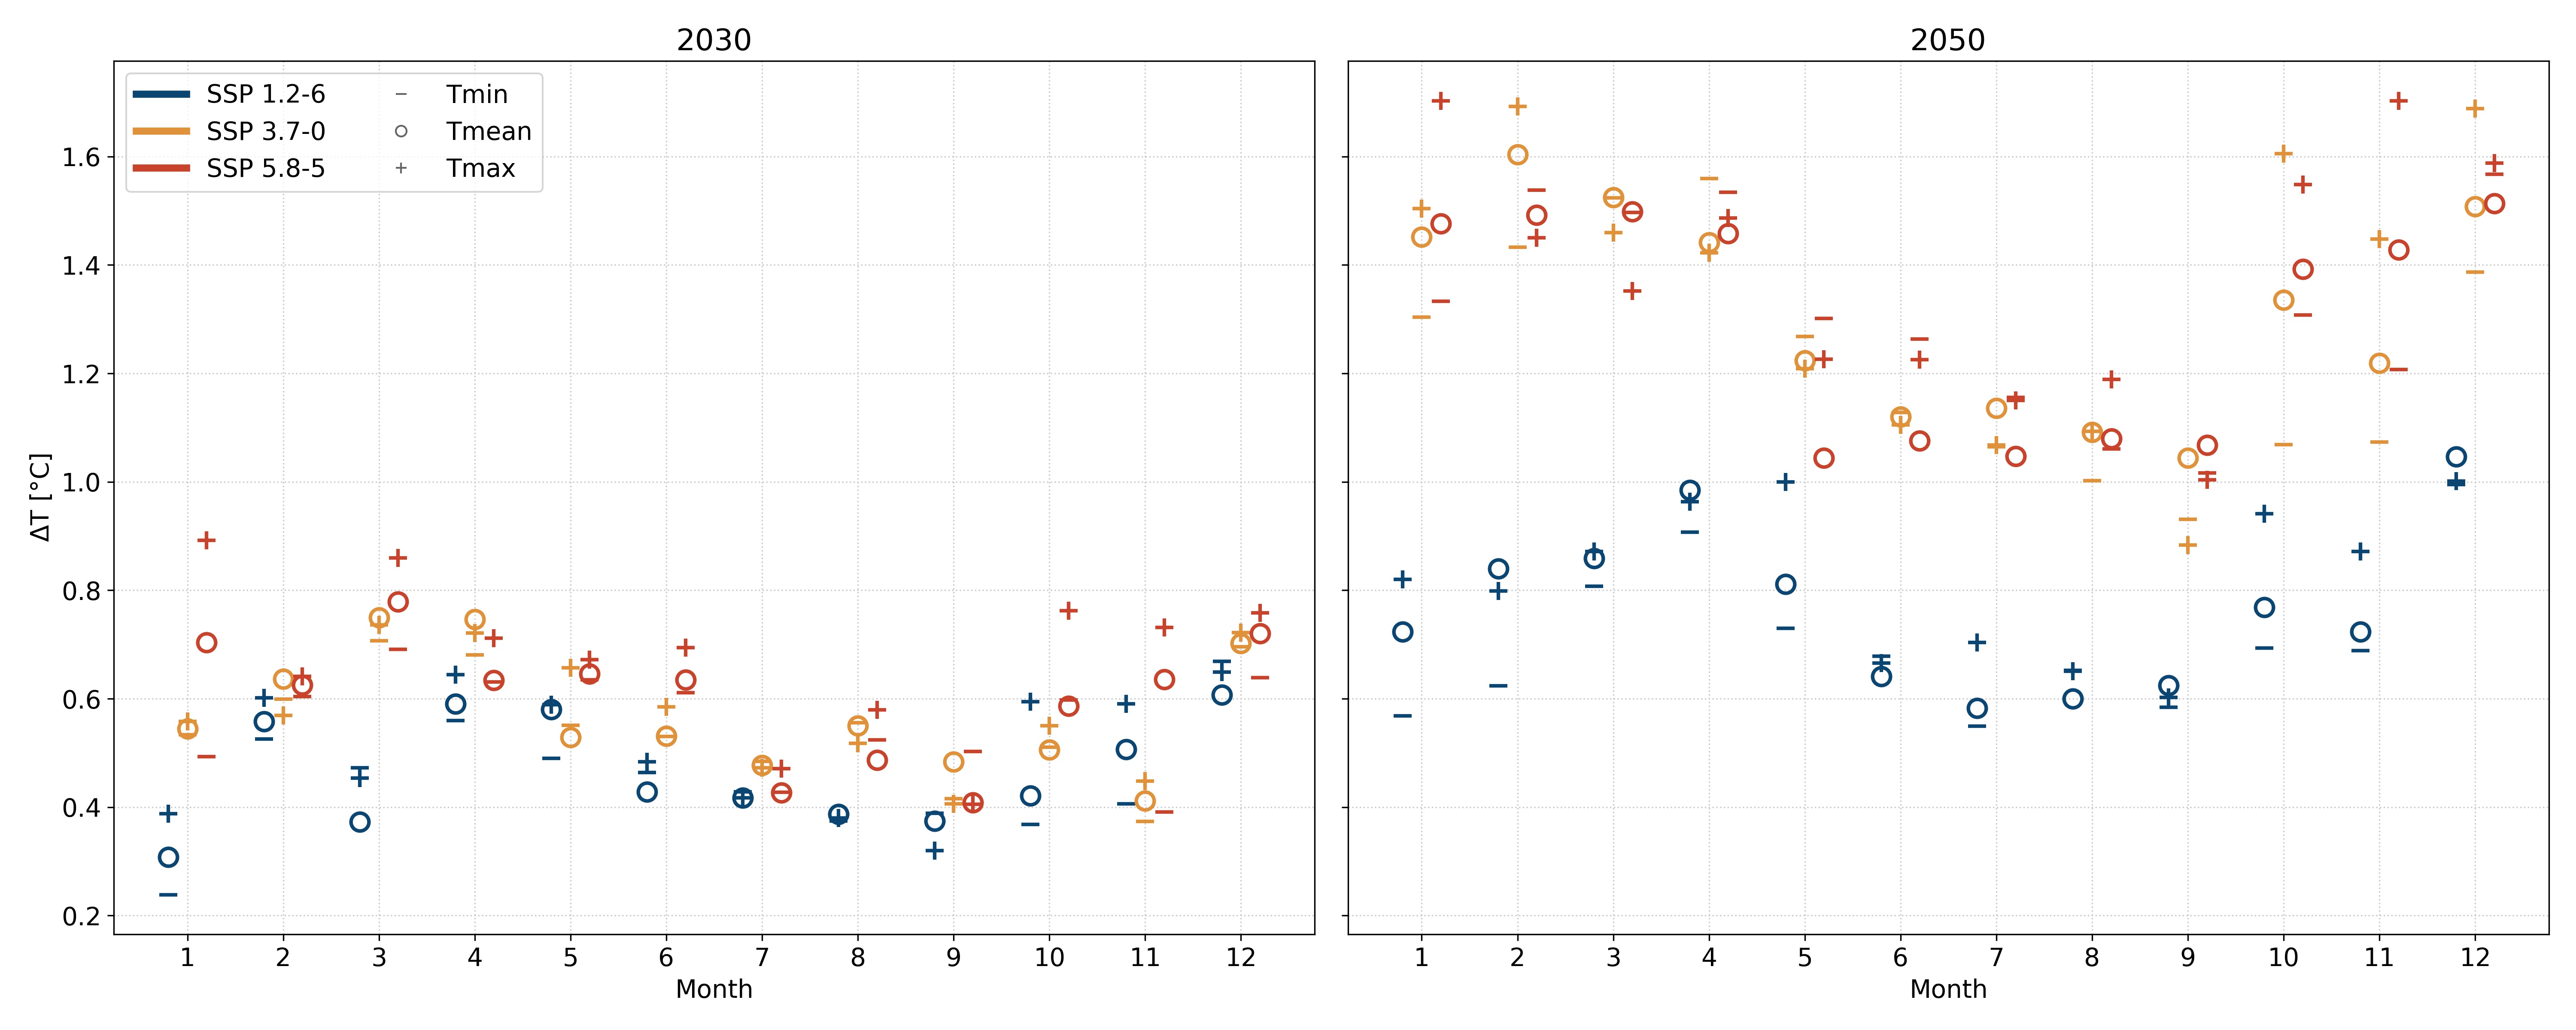 2030
2050
SSP 1.2-6
SSP 3.7-0
SSP 5.8-5
Tmin
Tmean
Tmax
ΔT [°C]
1.6
1.4
1.2
1.0
0.8
0.6
0.4
0.2
1 2 3 4 5 6 7 8 9 10 11 12
Month
1 2 3 4 5 6 7 8 9 10 11 12
Month